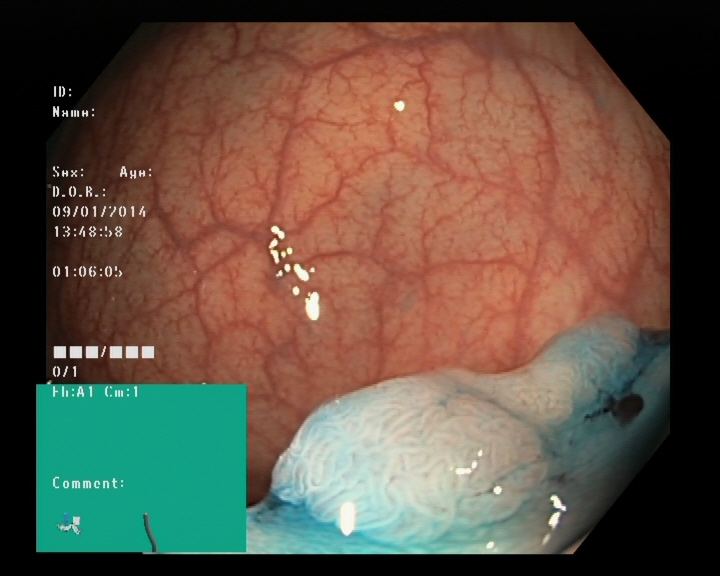 ID:
Name:
Sex: Age:
D.O.B.:
09/01/2014
13:48:58
01:06:05
■■■/■■■
0/1
Eh:A1 Cm:1
Comment: